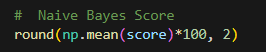 #  Naive Bayes Score
round(np.mean(score)*100, 2)